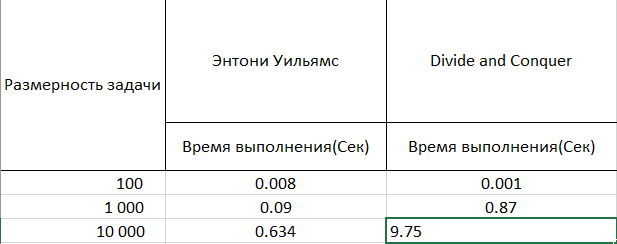 Размерность задачи Энтони Уильямс Divide and Conquer
Время выполнения(Сек) Время выполнения(Сек)
100 0.008 0.001
1 000 0.09 0.87
10 000 0.634 9.75